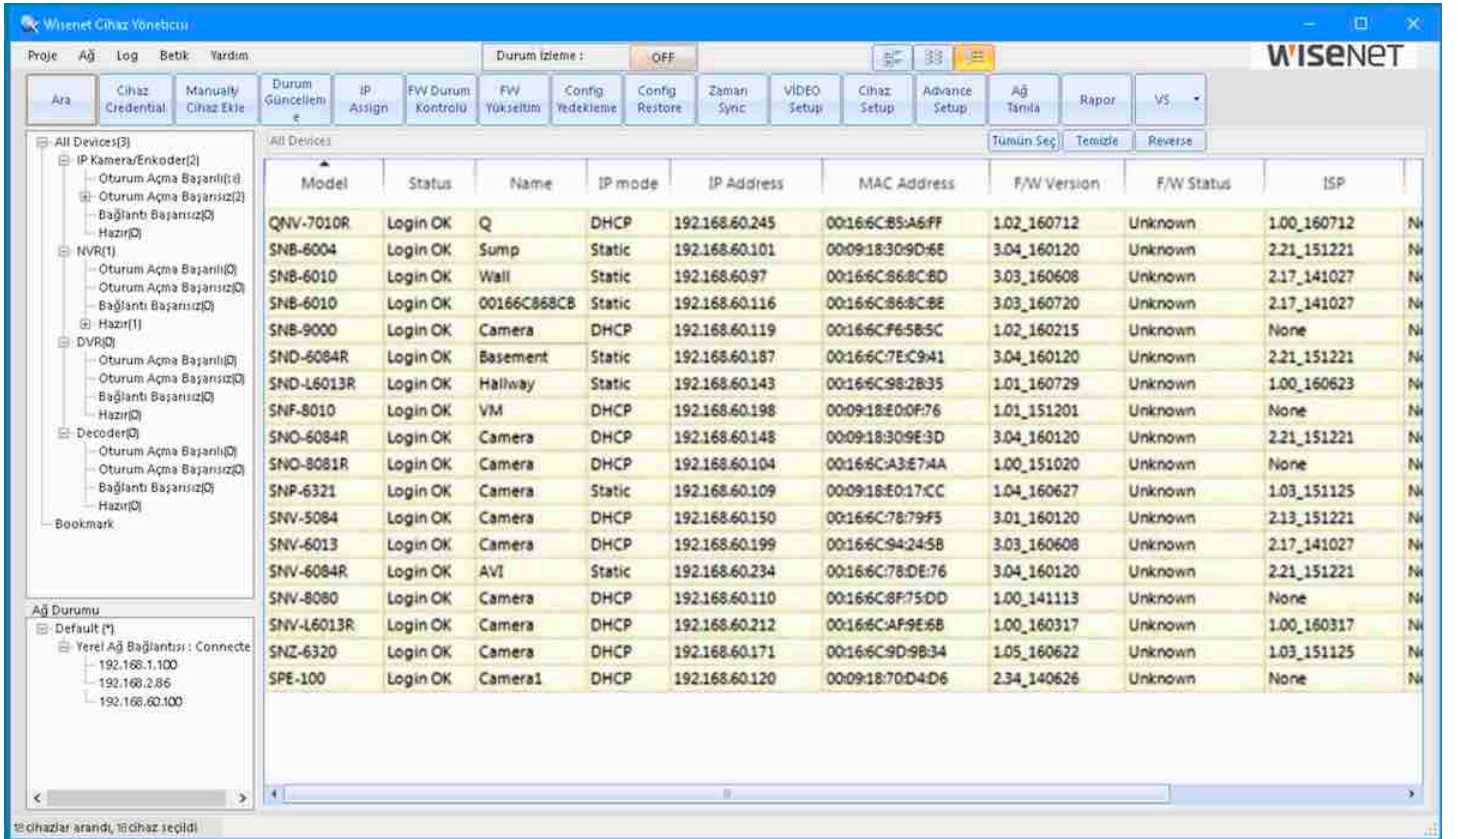 Wisenet Cihaz Yöneticisi
Proje Ağ Log Betik Yardım Durum İzleme : OFF WISENET
Ara Cihaz Credential Manually Cihaz Ekle Durum Güncelleme IP Assign FW Durum Kontrolü FW Yükseltim Config Yedekleme Config Restore Zaman Sync VİDEO Setup Cihaz Setup Advance Setup Ağ Tanıla Rapor VS
All Devices Tümün Seç Temizle Reverse
All Devices(3)
IP Kamera/Enkoder(2)
Oturum Açma Başarılı
Oturum Açma Başarısız(2)
Bağlantı Başarısız(0)
Hazır(0)
NVR(1)
Oturum Açma Başarılı(0)
Oturum Açma Başarısız(0)
Bağlantı Başarısız(0)
Hazır(1)
DVR(0)
Oturum Açma Başarılı(0)
Oturum Açma Başarısız(0)
Bağlantı Başarısız(0)
Hazır(0)
Decoder(0)
Oturum Açma Başarılı(0)
Oturum Açma Başarısız(0)
Bağlantı Başarısız(0)
Hazır(0)
Bookmark
Ağ Durumu
Default (*)
Yerel Ağ Bağlantısı : Connecte
192.168.1.100
192.168.2.86
192.168.60.100
Model Status Name IP mode IP Address MAC Address F/W Version F/W Status ISP
QNV-7010R Login OK Q DHCP 192.168.60.245 00:16:6C:B5:A6:FF 1.02_160712 Unknown 1.00_160712 No
SNB-6004 Login OK Sump Static 192.168.60.101 00:09:18:30:9D:6E 3.04_160120 Unknown 2.21_151221 No
SNB-6010 Login OK Wall Static 192.168.60.97 00:16:6C:86:8C:BD 3.03_160608 Unknown 2.17_141027 No
SNB-6010 Login OK 00166C868CB Static 192.168.60.116 00:16:6C:86:8C:BE 3.03_160720 Unknown 2.17_141027 No
SNB-9000 Login OK Camera DHCP 192.168.60.119 00:16:6C:F6:5B:5C 1.02_160215 Unknown None No
SND-6084R Login OK Basement Static 192.168.60.187 00:16:6C:7E:C9:41 3.04_160120 Unknown 2.21_151221 No
SND-L6013R Login OK Hallway Static 192.168.60.143 00:16:6C:98:2B:35 1.01_160729 Unknown 1.00_160623 No
SNF-8010 Login OK VM DHCP 192.168.60.198 00:09:18:E0:0F:76 1.01_151201 Unknown None No
SNO-6084R Login OK Camera DHCP 192.168.60.148 00:09:18:30:9E:3D 3.04_160120 Unknown 2.21_151221 No
SNO-8081R Login OK Camera DHCP 192.168.60.104 00:16:6C:A3:E7:4A 1.00_151020 Unknown None No
SNP-6321 Login OK Camera Static 192.168.60.109 00:09:18:E0:17:CC 1.04_160627 Unknown 1.03_151125 No
SNV-5084 Login OK Camera DHCP 192.168.60.150 00:16:6C:78:79:F5 3.01_160120 Unknown 2.13_151221 No
SNV-6013 Login OK Camera DHCP 192.168.60.199 00:16:6C:94:24:5B 3.03_160608 Unknown 2.17_141027 No
SNV-6084R Login OK AVI Static 192.168.60.234 00:16:6C:78:DE:76 3.04_160120 Unknown 2.21_151221 No
SNV-8080 Login OK Camera DHCP 192.168.60.110 00:16:6C:8F:75:DD 1.00_141113 Unknown None No
SNV-L6013R Login OK Camera DHCP 192.168.60.212 00:16:6C:AF:9E:6B 1.00_160317 Unknown 1.00_160317 No
SNZ-6320 Login OK Camera DHCP 192.168.60.171 00:16:6C:9D:9B:34 1.05_160622 Unknown 1.03_151125 No
SPE-100 Login OK Camera1 DHCP 192.168.60.120 00:09:18:70:D4:D6 2.34_140626 Unknown None No
18 cihazlar arandı, 18 cihaz seçildi